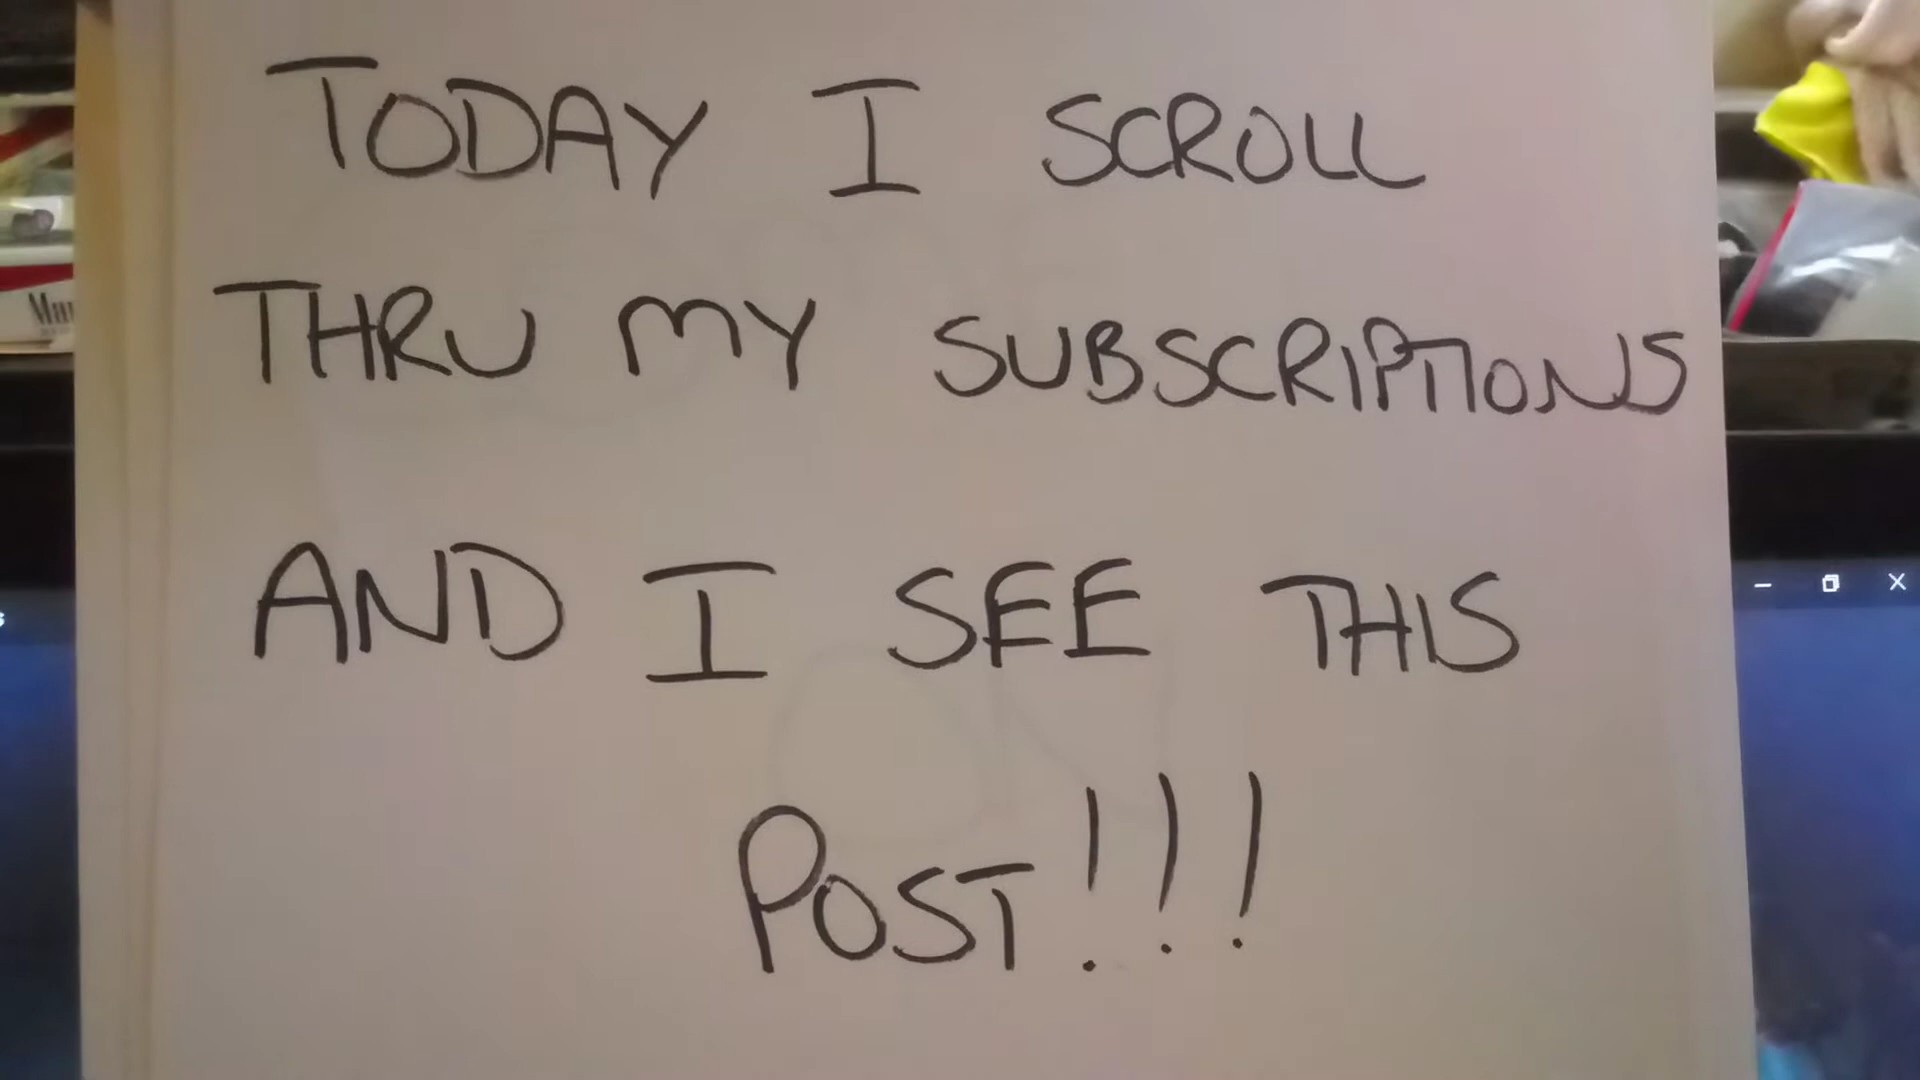 TODAY I SCROLL
THRU MY SUBSCRIPTIONS
AND I SEE THIS
POST!!!